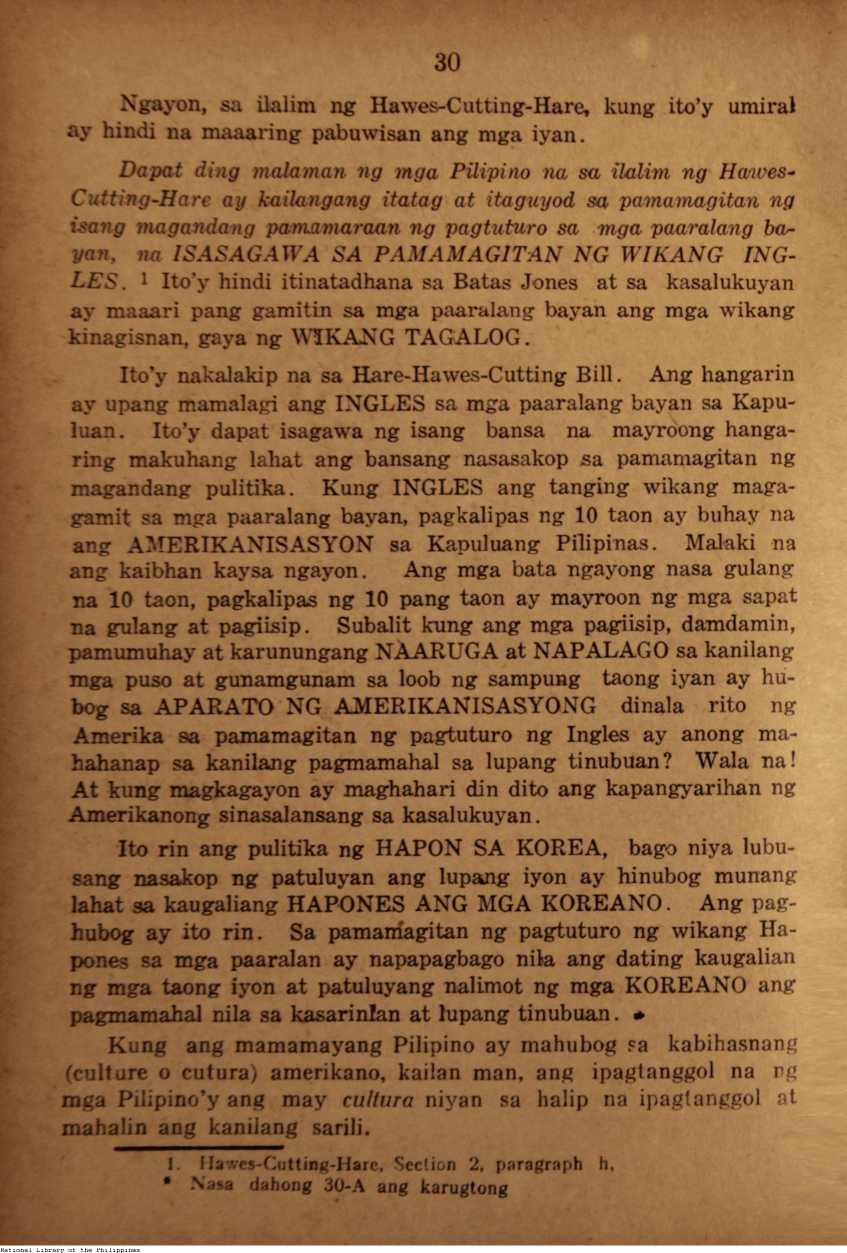 30
Ngayon, sa ilalim ng Hawes-Cutting-Hare, kung ito'y umiral
ay hindi na maaaring pabuwisan ang mga iyan.
Dapat ding malaman ng mga Pilipino na sa ilalim ng Hawes-
Cutting-Hare ay kailangang itatag at itaguyod sa pamamagitan ng
isang magandang pamamaraan ng pagtuturo sa mga paaralang ba-
yan, na ISASAGAWA SA PAMAMAGITAN NG WIKANG ING-
LES. 1 Ito'y hindi itinatadhana sa Batas Jones at sa kasalukuyan
ay maaari pang gamitin sa mga paaralang bayan ang mga wikang
kinagisnan, gaya ng WIKANG TAGALOG.
Ito'y nakalakip na sa Hare-Hawes-Cutting Bill. Ang hangarin
ay upang mamalagi ang INGLES sa mga paaralang bayan sa Kapu-
luan. Ito'y dapat isagawa ng isang bansa na mayroong hanga-
ring makuhang lahat ang bansang nasasakop sa pamamagitan ng
magandang pulitika. Kung INGLES ang tanging wikang maga-
gamit sa mga paaralang bayan, pagkalipas ng 10 taon ay buhay na
ang AMERIKANISASYON sa Kapuluang Pilipinas. Malaki na
ang kaibhan kaysa ngayon. Ang mga bata ngayong nasa gulang
na 10 taon, pagkalipas ng 10 pang taon ay mayroon ng mga sapat
na gulang at pagiisip. Subalit kung ang mga pagiisip, damdamin,
pamumuhay at karunungang NAARUGA at NAPALAGO sa kanilang
mga puso at gunamgunam sa loob ng sampung taong iyan ay hu-
bog sa APARATO NG AMERIKANISASYONG dinala rito ng
Amerika sa pamamagitan ng pagtuturo ng Ingles ay anong ma-
hahanap sa kanilang pagmamahal sa lupang tinubuan? Wala na!
At kung magkagayon ay maghahari din dito ang kapangyarihan ng
Amerikanong sinasalansang sa kasalukuyan.
Ito rin ang pulitika ng HAPON SA KOREA, bago niya lubu-
sang nasakop ng patuluyan ang lupang iyon ay hinubog munang
lahat sa kaugaliang HAPONES ANG MGA KOREANO. Ang pag-
hubog ay ito rin. Sa pamamagitan ng pagtuturo ng wikang Ha-
pones sa mga paaralan ay napapagbago nila ang dating kaugalian
ng mga taong iyon at patuluyang nalimot ng mga KOREANO ang
pagmamahal nila sa kasarinlan at lupang tinubuan. *
Kung ang mamamayang Pilipino ay mahubog sa kabihasnang
(culture o cutura) amerikano, kailan man, ang ipagtanggol na ng
mga Pilipino'y ang may cultura niyan sa halip na ipagtanggol at
mahalin ang kanilang sarili.
1. Hawes-Cutting-Hare, Section 2, paragraph h,
* Nasa dahong 30-A ang karugtong
National Library of the Philippines